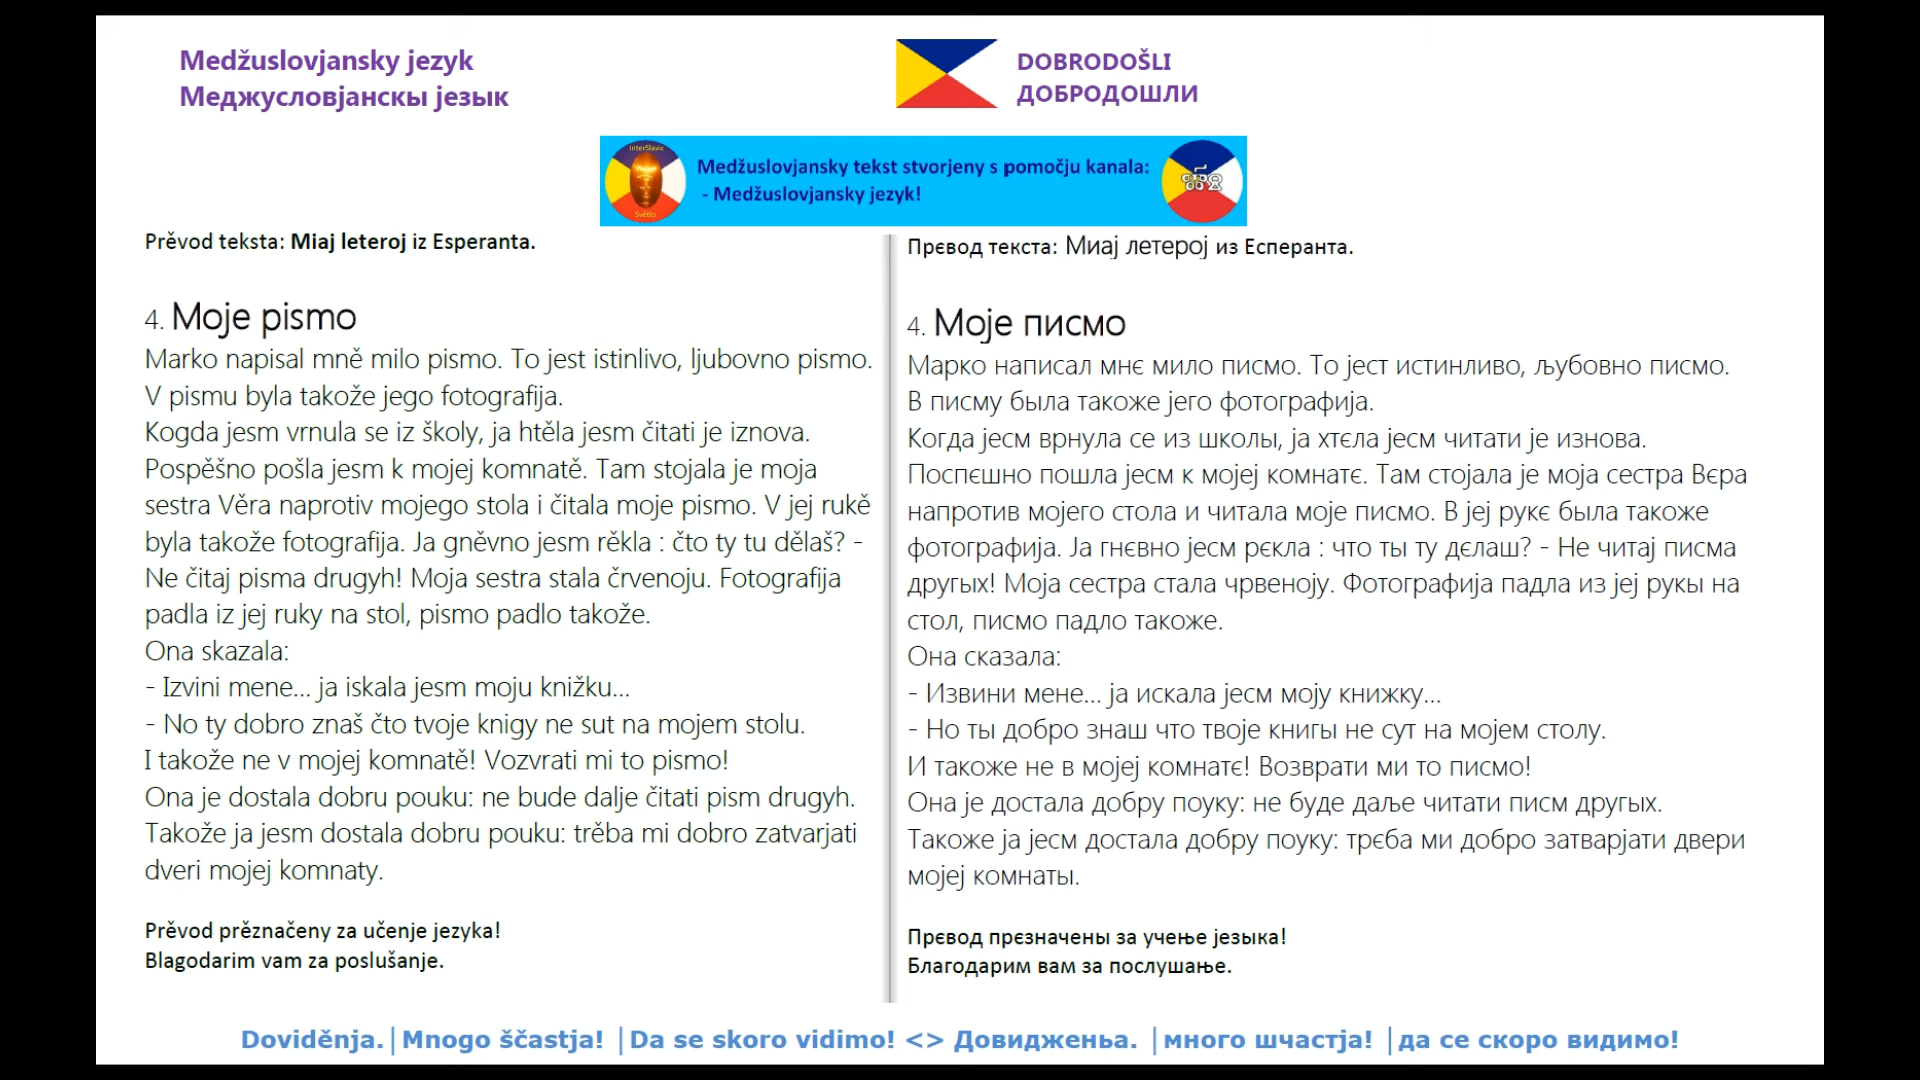 Medžuslovjansky jezyk
Меджусловјанскы језык
DOBRODOŠLI
ДОБРОДОШЛИ
InterSlavic
Světlo
Medžuslovjansky tekst stvorjeny s pomočju kanala:
- Medžuslovjansky jezyk!
Prěvod teksta: Miaj leteroj iz Esperanta.
4. Moje pismo
Marko napisal mně milo pismo. To jest istinlivo, ljubovno pismo.
V pismu byla takože jego fotografija.
Kogda jesm vrnula se iz školy, ja htěla jesm čitati je iznova.
Pospěšno pošla jesm k mojej komnatě. Tam stojala je moja
sestra Věra naprotiv mojego stola i čitala moje pismo. V jej rukě
byla takože fotografija. Ja gněvno jesm rěkla : čto ty tu dělaš? -
Ne čitaj pisma drugyh! Moja sestra stala črvenoju. Fotografija
padla iz jej ruky na stol, pismo padlo takože.
Ona skazala:
- Izvini mene... ja iskala jesm moju knižku...
- No ty dobro znaš čto tvoje knigy ne sut na mojem stolu.
I takože ne v mojej komnatě! Vozvrati mi to pismo!
Ona je dostala dobru pouku: ne bude dalje čitati pism drugyh.
Takože ja jesm dostala dobru pouku: trěba mi dobro zatvarjati
dveri mojej komnaty.
Prěvod prěznačeny za učenje jezyka!
Blagodarim vam za poslušanje.
Прєвод текста: Миај летерој из Есперанта.
4. Моје писмо
Марко написал мнє мило писмо. То јест истинливо, љубовно писмо.
В писму была такоже јего фотографија.
Когда јесм врнула се из школы, ја хтєла јесм читати је изнова.
Поспєшно пошла јесм к мојеј комнатє. Там стојала је моја сестра Вєра
напротив мојего стола и читала моје писмо. В јеј рукє была такоже
фотографија. Ја гнєвно јесм рєкла : что ты ту дєлаш? - Не читај писма
другых! Моја сестра стала чрвеноју. Фотографија падла из јеј рукы на
стол, писмо падло такоже.
Она сказала:
- Извини мене... ја искала јесм моју книжку...
- Но ты добро знаш что твоје книгы не сут на мојем столу.
И такоже не в мојеј комнатє! Возврати ми то писмо!
Она је достала добру поуку: не буде даље читати писм другых.
Такоже ја јесм достала добру поуку: трєба ми добро затварјати двери
мојеј комнаты.
Прєвод прєзначены за учење језыка!
Благодарим вам за послушање.
Doviděnja. | Mnogo ščastja! | Da se skoro vidimo! <> Довидженьа. | много шчастја! | да се скоро видимо!